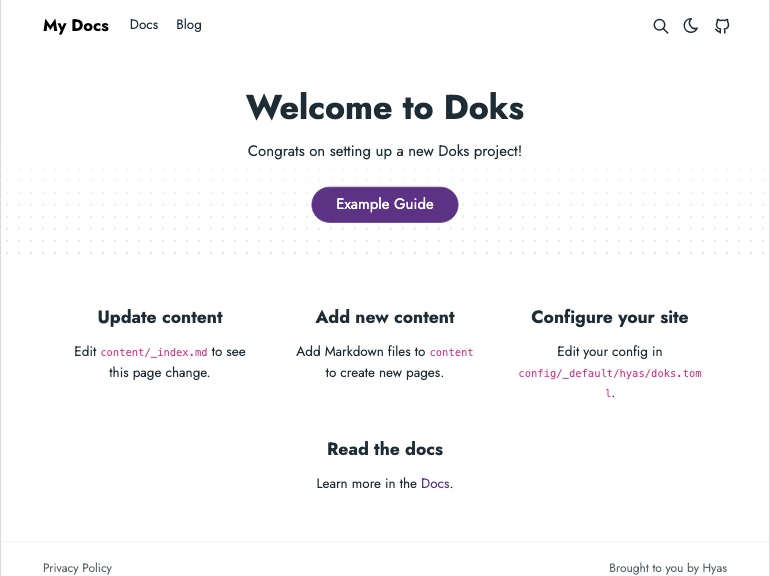 My Docs Docs Blog
Welcome to Doks
Congrats on setting up a new Doks project!
Example Guide
Update content
Edit content/_index.md to see
this page change.
Add new content
Add Markdown files to content
to create new pages.
Configure your site
Edit your config in
config/_default/hyas/doks.tom
l.
Read the docs
Learn more in the Docs.
Privacy Policy
Brought to you by Hyas